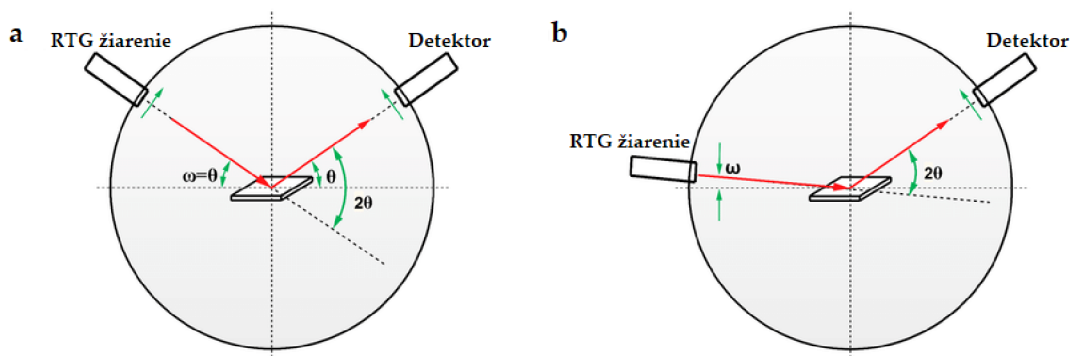 a
RTG žiarenie
Detektor
ω=θ
θ
2θ
b
Detektor
RTG žiarenie
ω
2θ